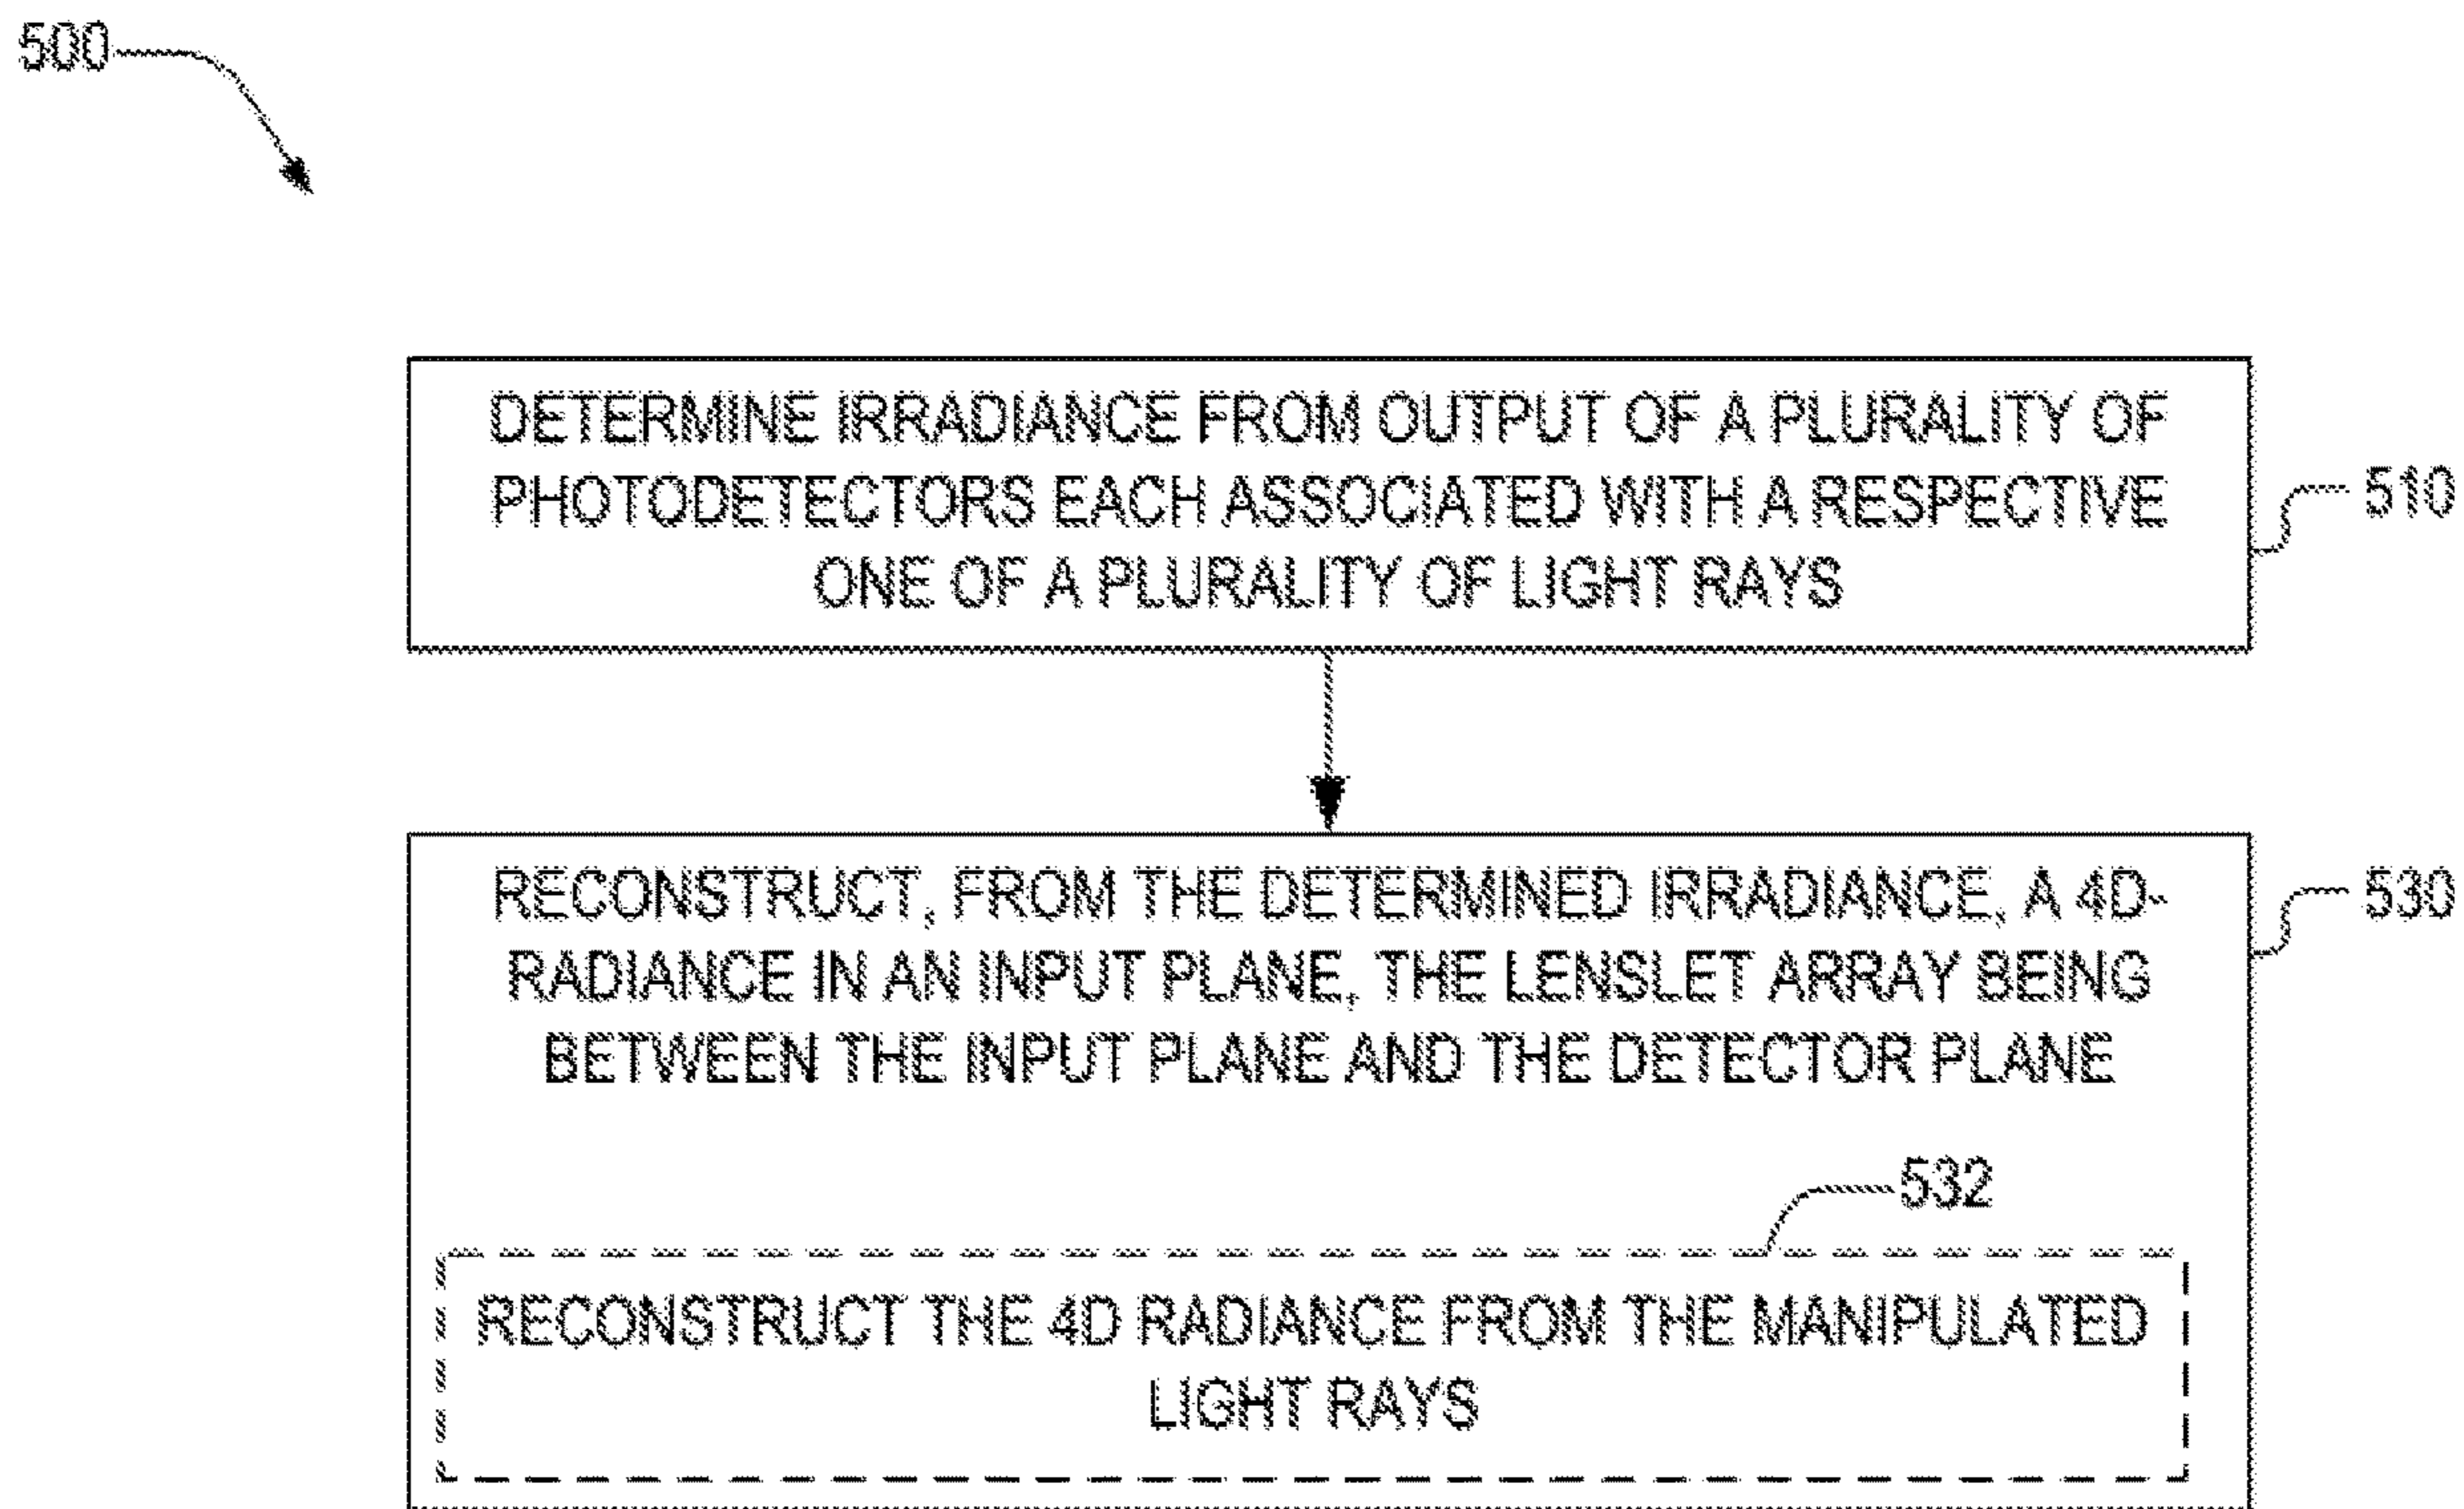 500
DETERMINE IRRADIANCE FROM OUTPUT OF A PLURALITY OF
PHOTODETECTORS EACH ASSOCIATED WITH A RESPECTIVE
ONE OF A PLURALITY OF LIGHT RAYS
510
RECONSTRUCT, FROM THE DETERMINED IRRADIANCE, A 4D-
RADIANCE IN AN INPUT PLANE, THE LENSLET ARRAY BEING
BETWEEN THE INPUT PLANE AND THE DETECTOR PLANE
530
532
RECONSTRUCT THE 4D RADIANCE FROM THE MANIPULATED
LIGHT RAYS